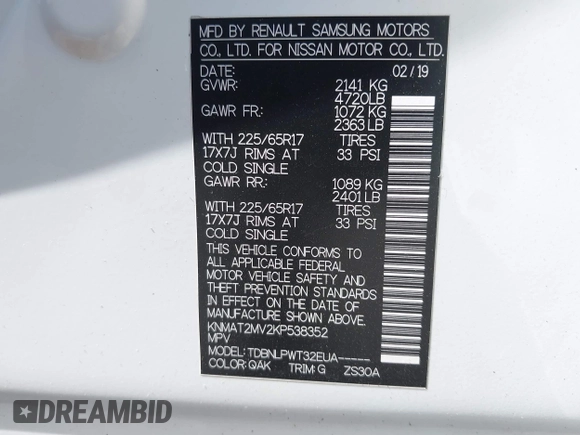 MFD BY RENAULT SAMSUNG MOTORS
CO., LTD. FOR NISSAN MOTOR CO., LTD.
DATE: 02/19
GVWR: 2141 KG
4720LB
GAWR FR: 1072 KG
2363LB
WITH 225/65R17 TIRES
17X7J RIMS AT 33 PSI
COLD SINGLE
GAWR RR: 1089 KG
2401LB
WITH 225/65R17 TIRES
17X7J RIMS AT 33 PSI
COLD SINGLE
THIS VEHICLE CONFORMS TO
ALL APPLICABLE FEDERAL
MOTOR VEHICLE SAFETY AND
THEFT PREVENTION STANDARDS
IN EFFECT ON THE DATE OF
MANUFACTURE SHOWN ABOVE.
KNMAT2MV2KP538352
MPV
MODEL: TDBNLPWT32EUA-----
COLOR: QAK TRIM: G ZS30A
DREAMBID